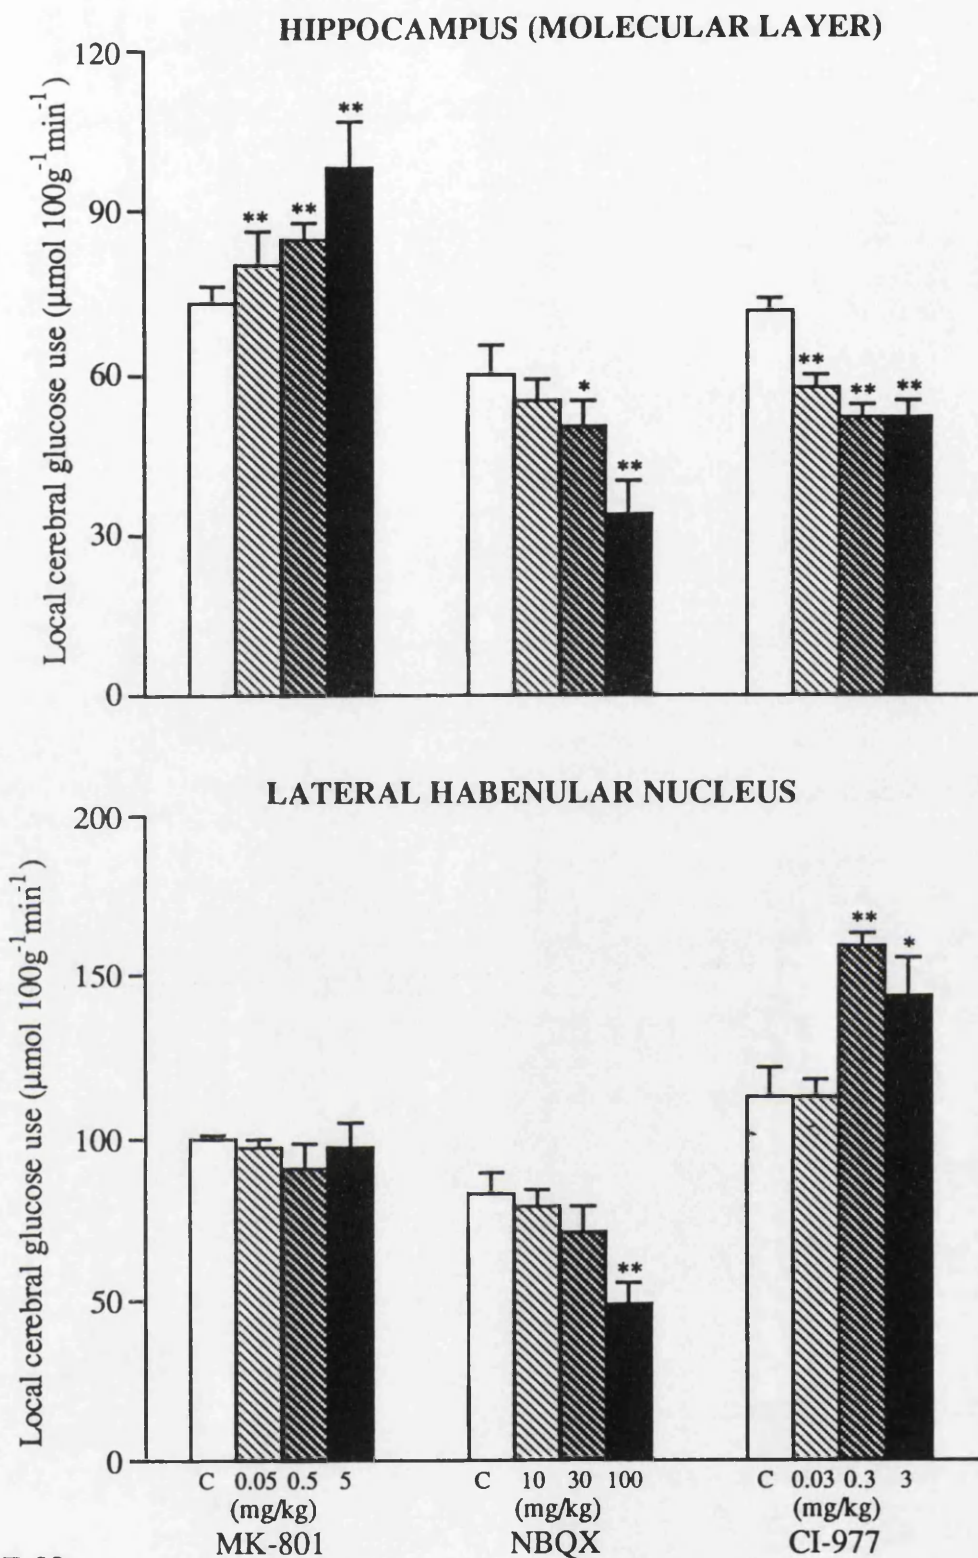 HIPPOCAMPUS (MOLECULAR LAYER)
Local cerebral glucose use (μmol 100g⁻¹min⁻¹)
120
90
60
30
0
** ** **
* **
** ** **
LATERAL HABENULAR NUCLEUS
Local cerebral glucose use (μmol 100g⁻¹min⁻¹)
200
150
100
50
0
**
** *
C 0.05 0.5 5
(mg/kg)
MK-801
C 10 30 100
(mg/kg)
NBQX
C 0.03 0.3 3
(mg/kg)
CI-977